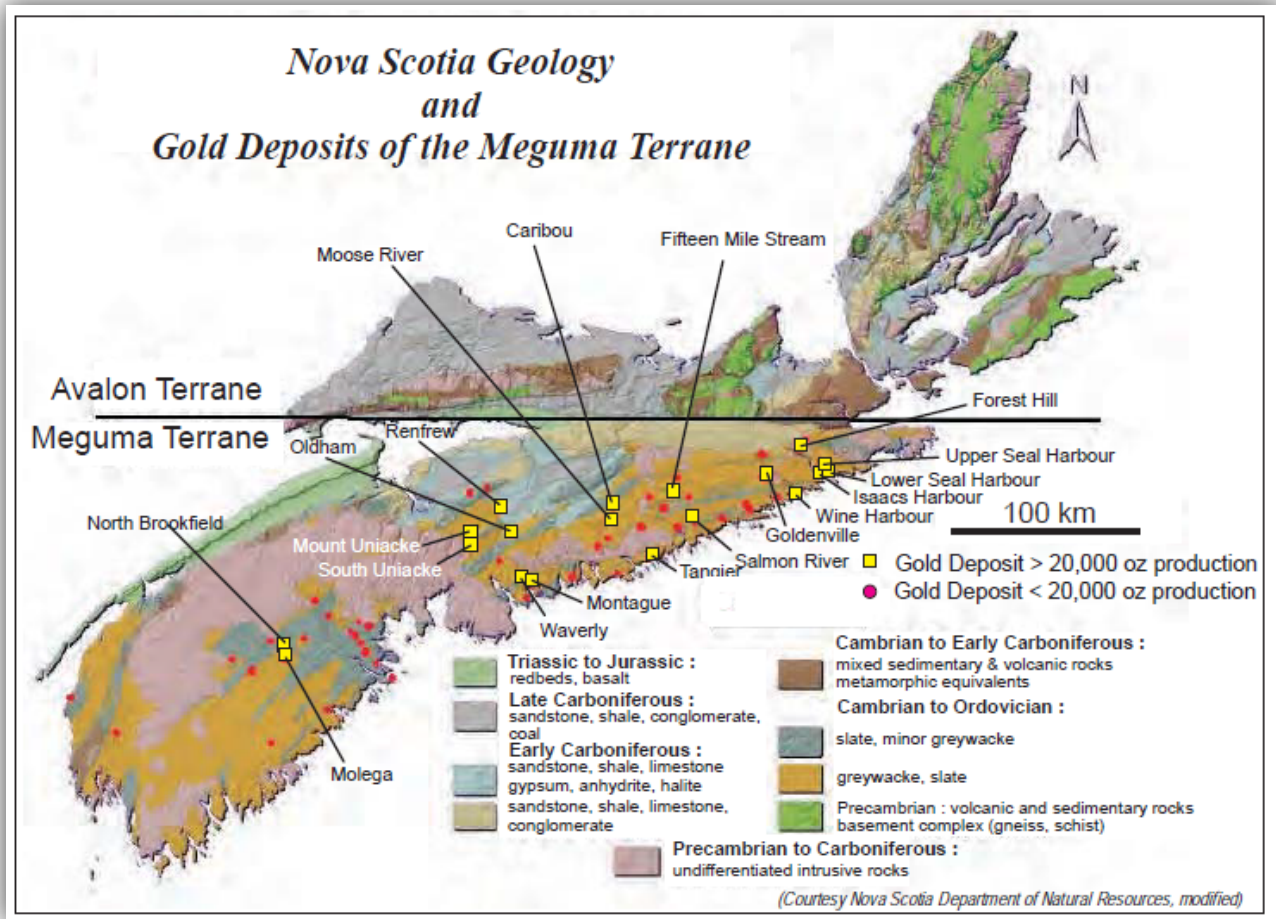 Nova Scotia Geology
and
Gold Deposits of the Meguma Terrane
N
Caribou
Fifteen Mile Stream
Moose River
Avalon Terrane
Meguma Terrane
Forest Hill
Renfrew
Oldham
Upper Seal Harbour
Lower Seal Harbour
Isaacs Harbour
Wine Harbour
100 km
North Brookfield
Goldenville
Mount Uniacke
South Uniacke
Salmon River
Tangier
Gold Deposit > 20,000 oz production
Gold Deposit < 20,000 oz production
Montague
Waverly
Molega
Triassic to Jurassic :
redbeds, basalt
Late Carboniferous :
sandstone, shale, conglomerate,
coal
Early Carboniferous :
sandstone, shale, limestone
gypsum, anhydrite, halite
sandstone, shale, limestone,
conglomerate
Cambrian to Early Carboniferous :
mixed sedimentary & volcanic rocks
metamorphic equivalents
Cambrian to Ordovician :
slate, minor greywacke
greywacke, slate
Precambrian : volcanic and sedimentary rocks
basement complex (gneiss, schist)
Precambrian to Carboniferous :
undifferentiated intrusive rocks
(Courtesy Nova Scotia Department of Natural Resources, modified)